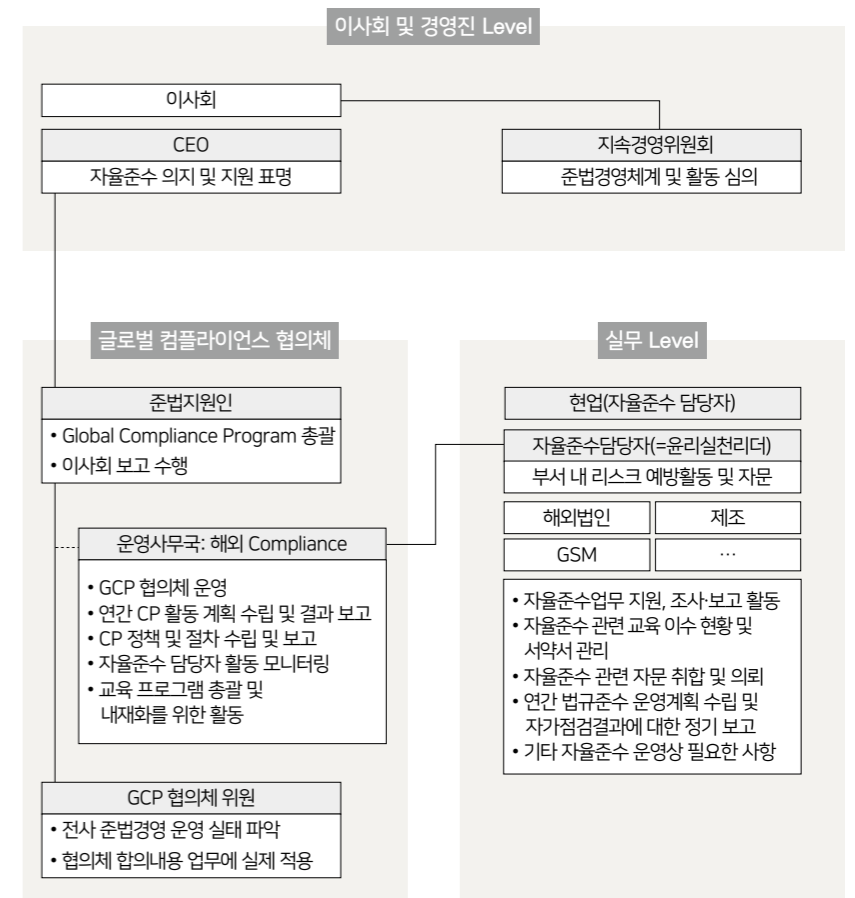 이사회 및 경영진 Level
이사회
CEO
자율준수 의지 및 지원 표명
지속경영위원회
준법경영체계 및 활동 심의
글로벌 컴플라이언스 협의체
준법지원인
• Global Compliance Program 총괄
• 이사회 보고 수행
운영사무국: 해외 Compliance
• GCP 협의체 운영
• 연간 CP 활동 계획 수립 및 결과 보고
• CP 정책 및 절차 수립 및 보고
• 자율준수 담당자 활동 모니터링
• 교육 프로그램 총괄 및
내재화를 위한 활동
GCP 협의체 위원
• 전사 준법경영 운영 실태 파악
• 협의체 합의내용 업무에 실제 적용
실무 Level
현업(자율준수 담당자)
자율준수담당자(=윤리실천리더)
부서 내 리스크 예방활동 및 자문
해외법인
제조
GSM
⋯
• 자율준수업무 지원, 조사·보고 활동
• 자율준수 관련 교육 이수 현황 및
서약서 관리
• 자율준수 관련 자문 취합 및 의뢰
• 연간 법규준수 운영계획 수립 및
자가점검결과에 대한 정기 보고
• 기타 자율준수 운영상 필요한 사항